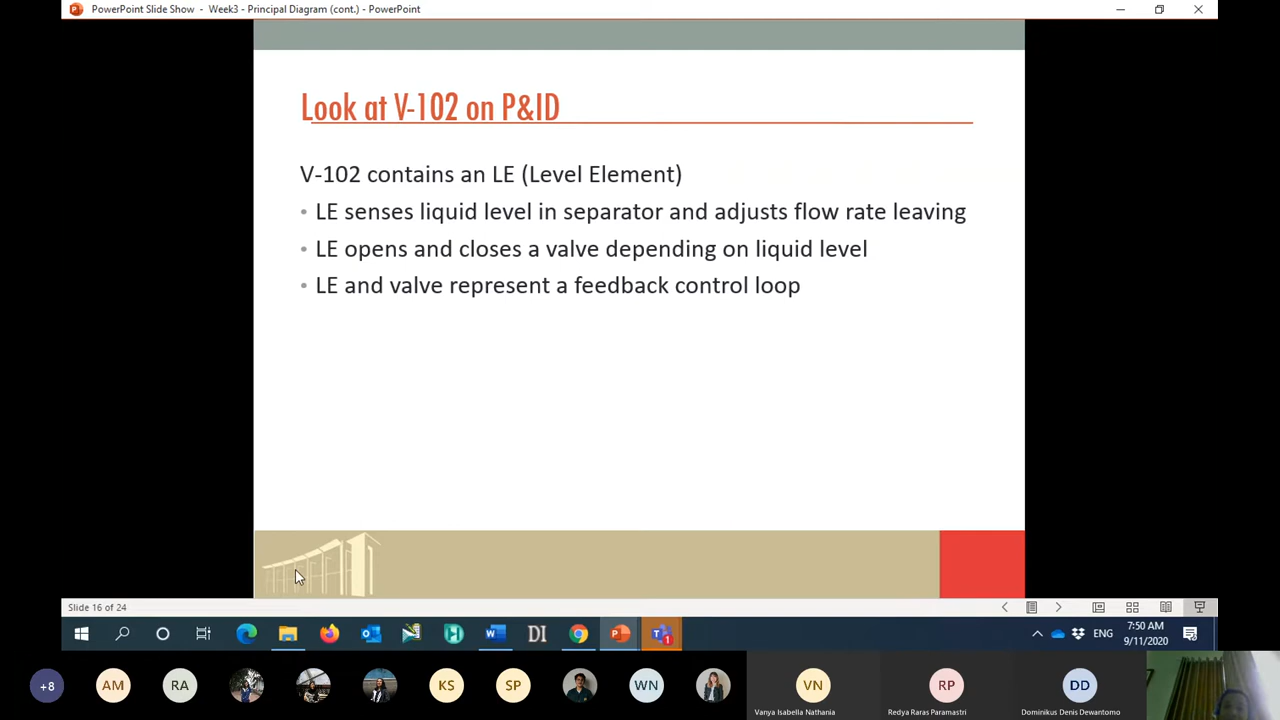 PowerPoint Slide Show - Week3 - Principal Diagram (cont.) - PowerPoint
Look at V-102 on P&ID
V-102 contains an LE (Level Element)
• LE senses liquid level in separator and adjusts flow rate leaving
• LE opens and closes a valve depending on liquid level
• LE and valve represent a feedback control loop
Slide 16 of 24
DI
ENG
7:50 AM
9/11/2020
+8
AM
RA
KS
SP
WN
VN
RP
DD
Vanya Isabella Nathania
Redya Raras Paramastri
Dominikus Denis Dewantomo